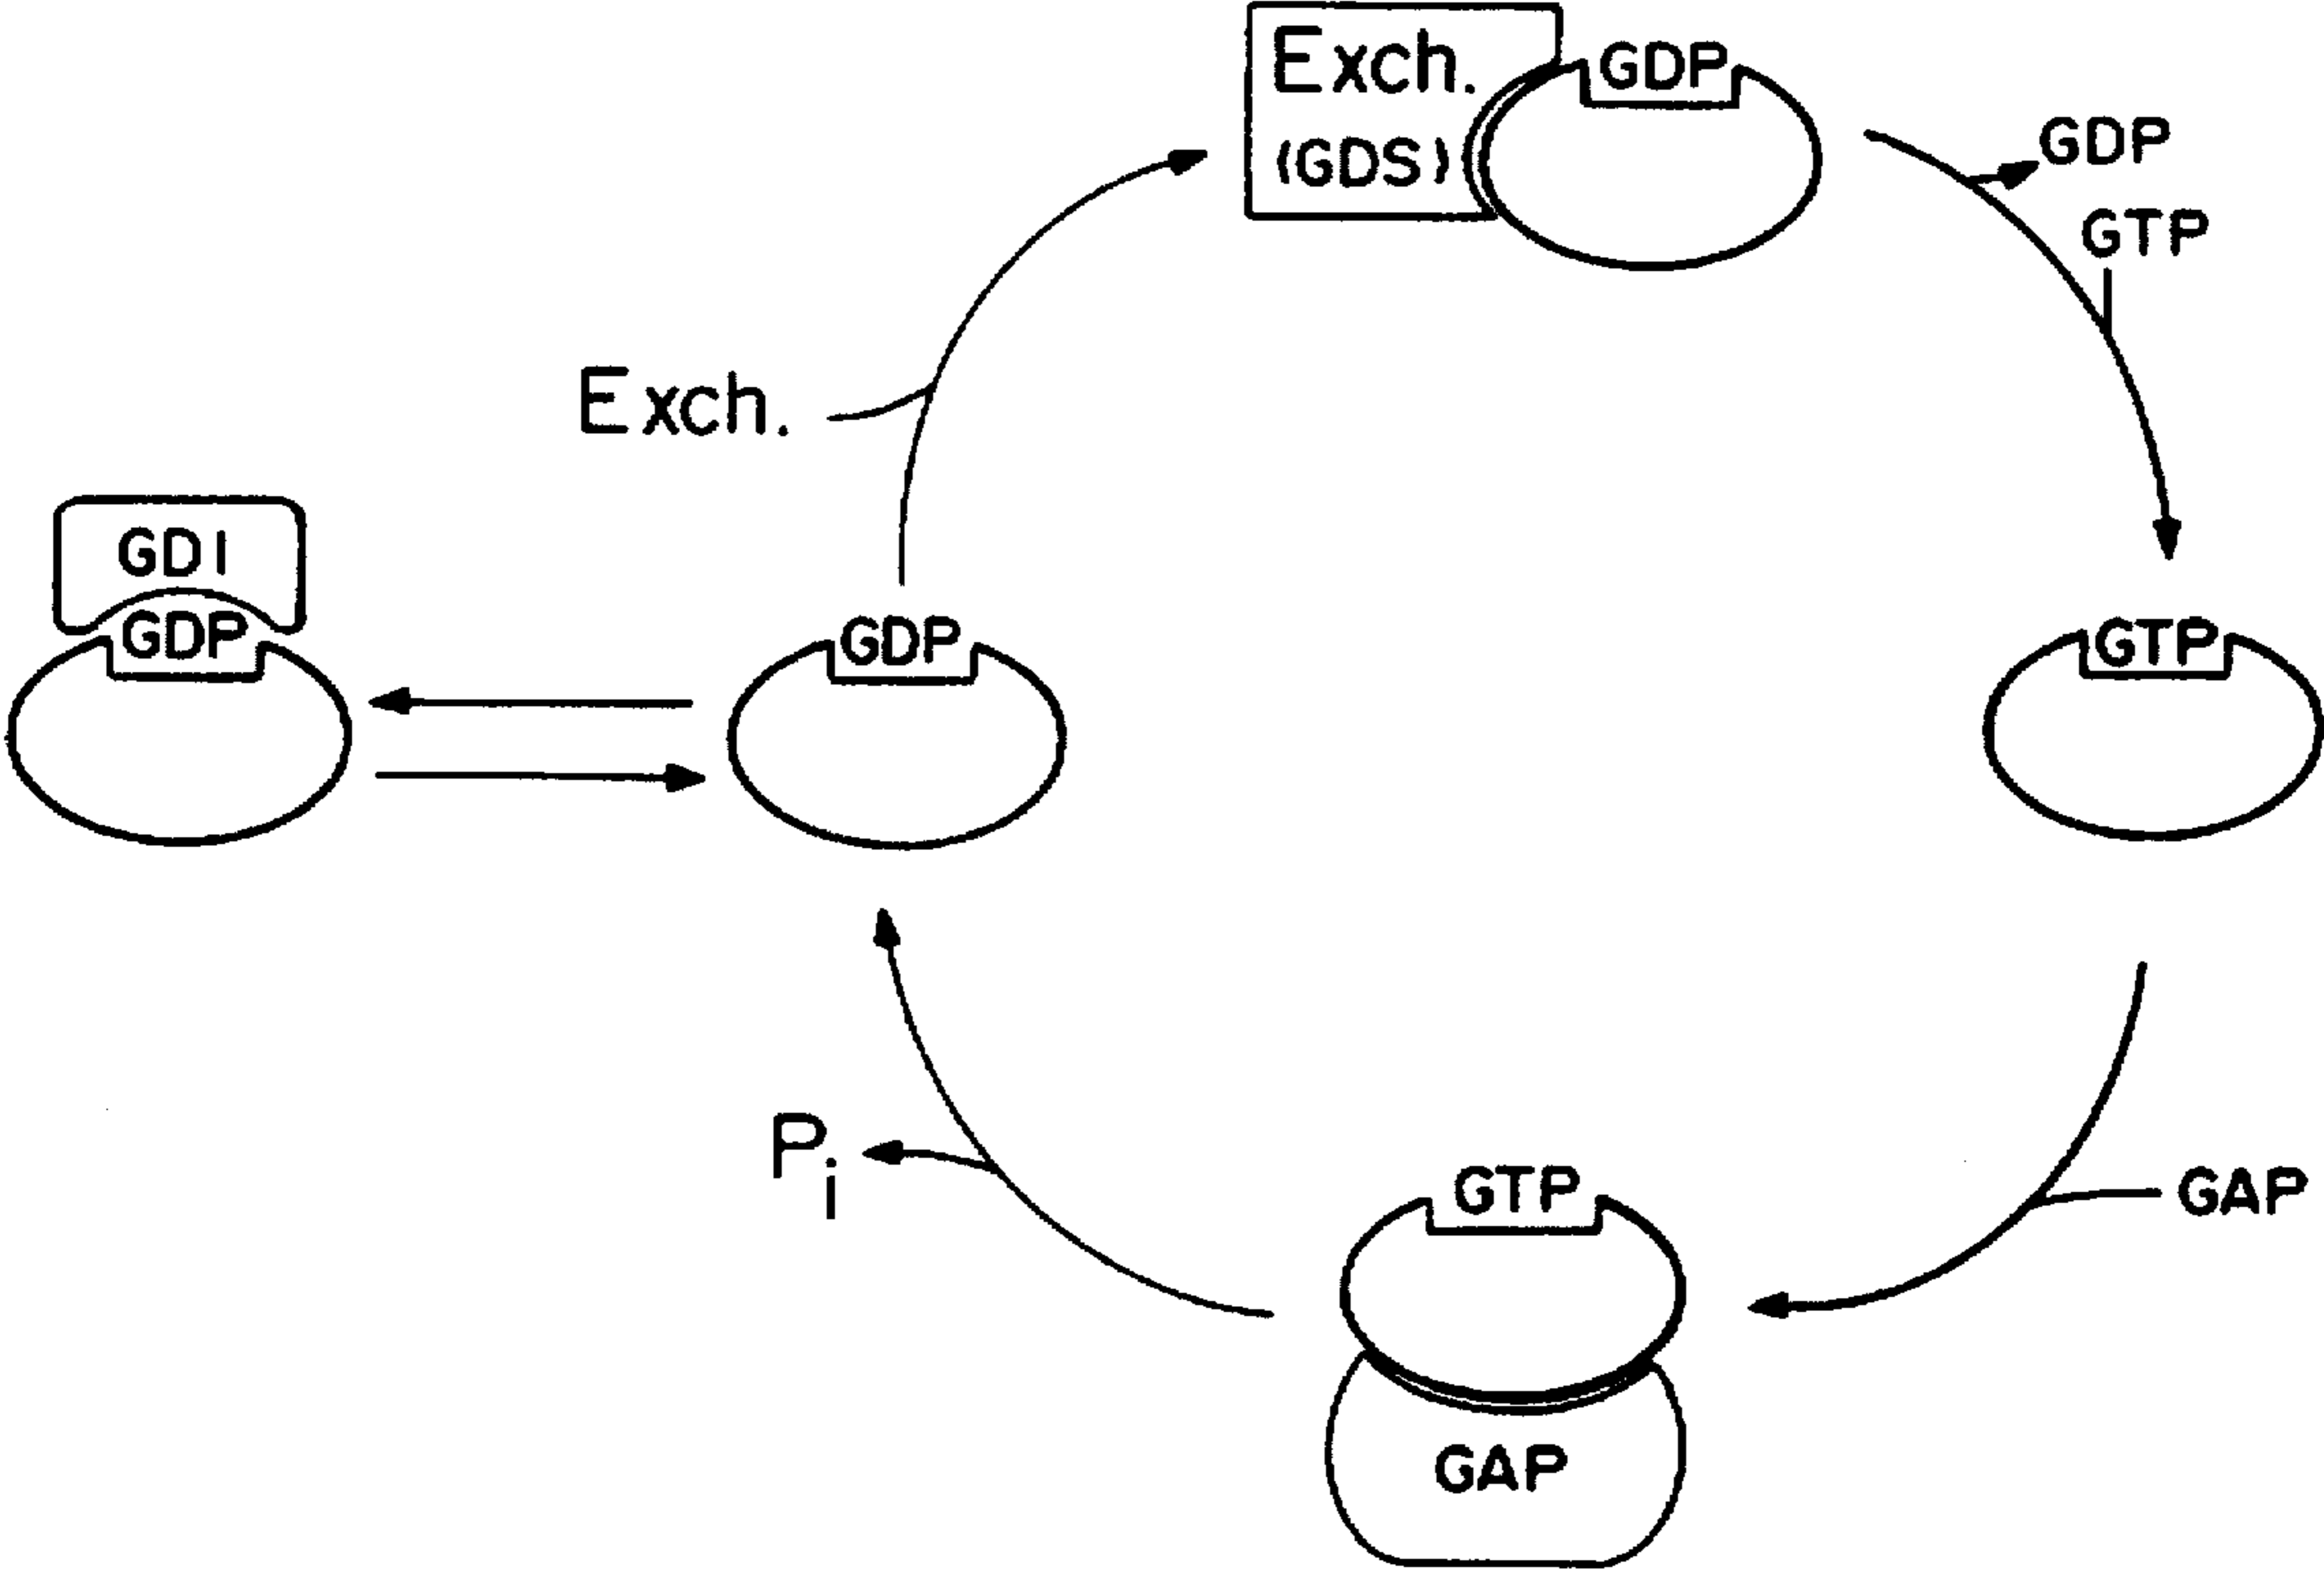 Exch.
(GDS)
GDP
GDP
GTP
Exch.
GDI
GDP
GDP
GTP
Pi
GTP
GAP
GAP